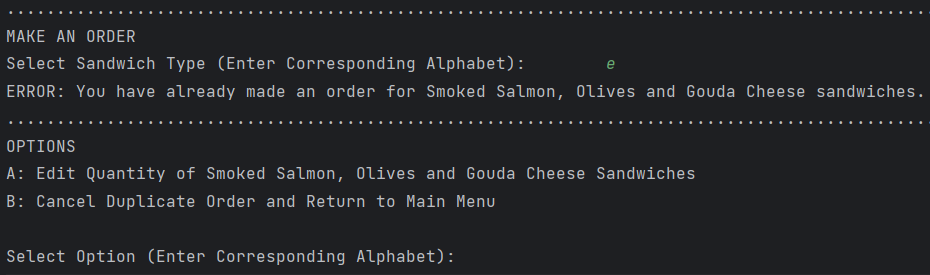 ................................................................................................
MAKE AN ORDER
Select Sandwich Type (Enter Corresponding Alphabet): e
ERROR: You have already made an order for Smoked Salmon, Olives and Gouda Cheese sandwiches.
................................................................................................
OPTIONS
A: Edit Quantity of Smoked Salmon, Olives and Gouda Cheese Sandwiches
B: Cancel Duplicate Order and Return to Main Menu
Select Option (Enter Corresponding Alphabet):